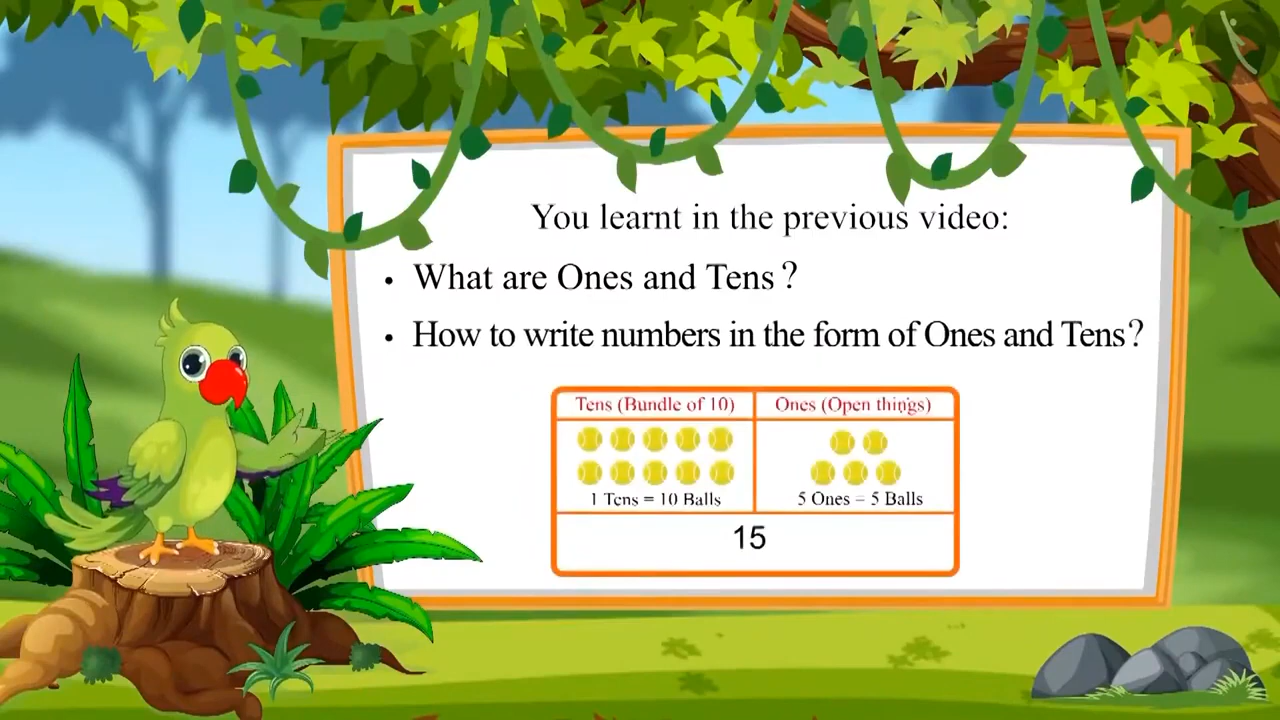 You learnt in the previous video:
• What are Ones and Tens?
• How to write numbers in the form of Ones and Tens?
Tens (Bundle of 10)
Ones (Open things)
1 Tens = 10 Balls
5 Ones = 5 Balls
15